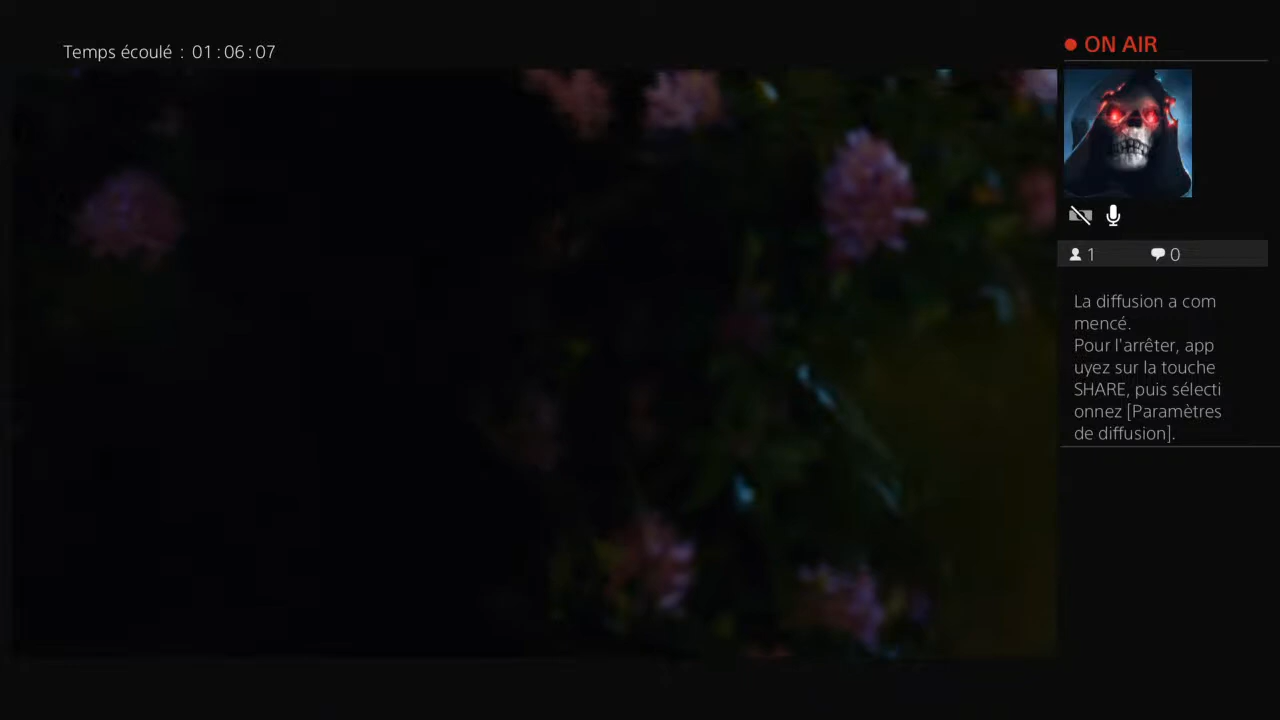 Temps écoulé : 01:06:07
ON AIR
1 0
La diffusion a com
mencé.
Pour l'arrêter, app
uyez sur la touche
SHARE, puis sélecti
onnez [Paramètres
de diffusion].